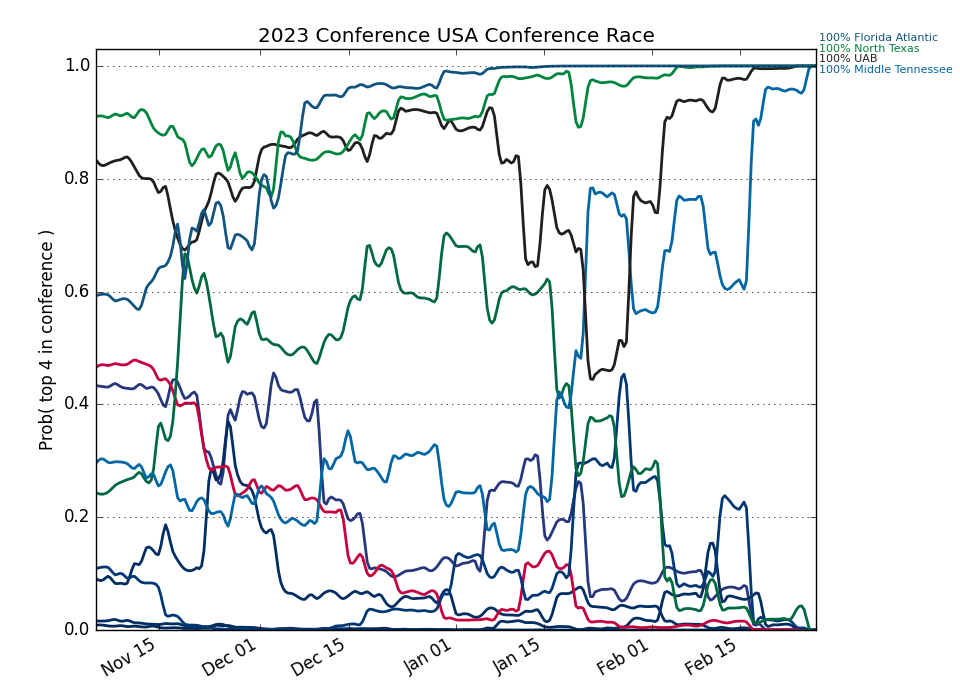 2023 Conference USA Conference Race
100% Florida Atlantic
100% North Texas
100% UAB
100% Middle Tennessee
Prob( top 4 in conference )
1.0
0.8
0.6
0.4
0.2
0.0
Nov 15
Dec 01
Dec 15
Jan 01
Jan 15
Feb 01
Feb 15